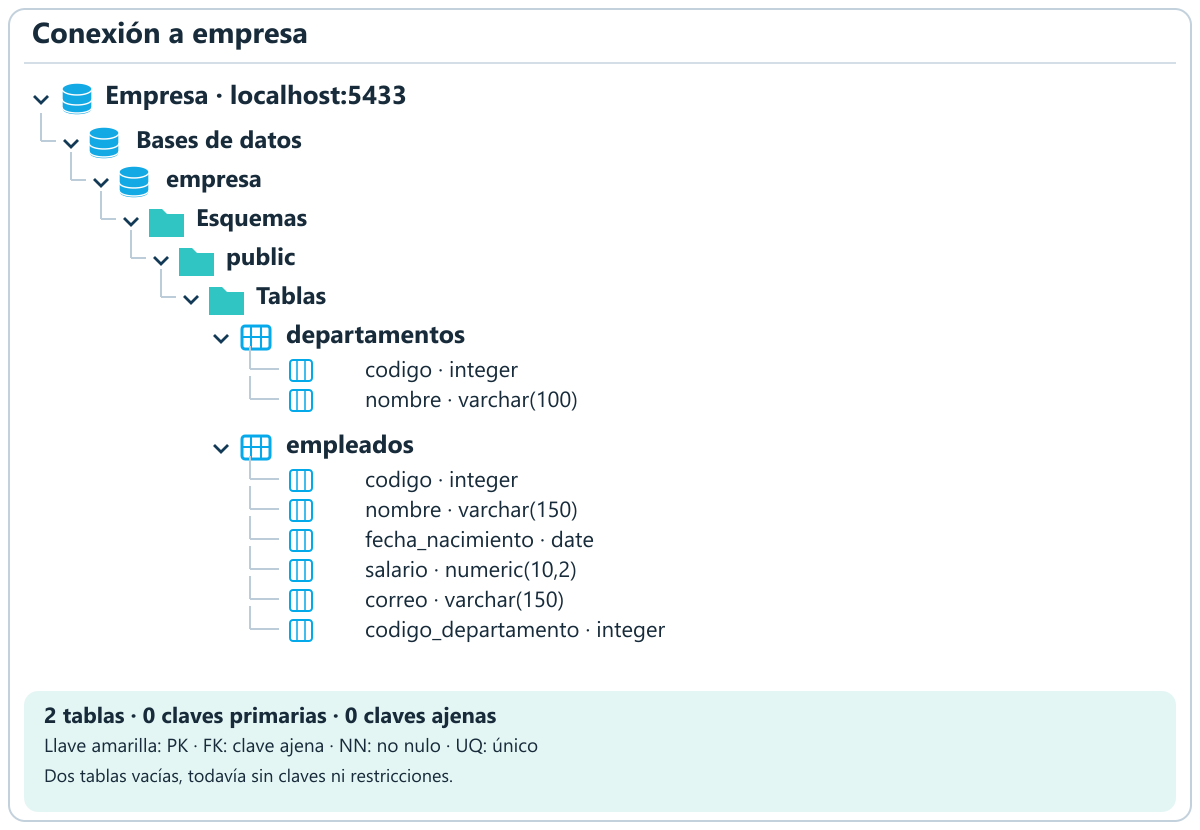 Conexión a empresa
Empresa · localhost:5433
Bases de datos
empresa
Esquemas
public
Tablas
departamentos
codigo · integer
nombre · varchar(100)
empleados
codigo · integer
nombre · varchar(150)
fecha_nacimiento · date
salario · numeric(10,2)
correo · varchar(150)
codigo_departamento · integer
2 tablas · 0 claves primarias · 0 claves ajenas
Llave amarilla: PK · FK: clave ajena · NN: no nulo · UQ: único
Dos tablas vacías, todavía sin claves ni restricciones.